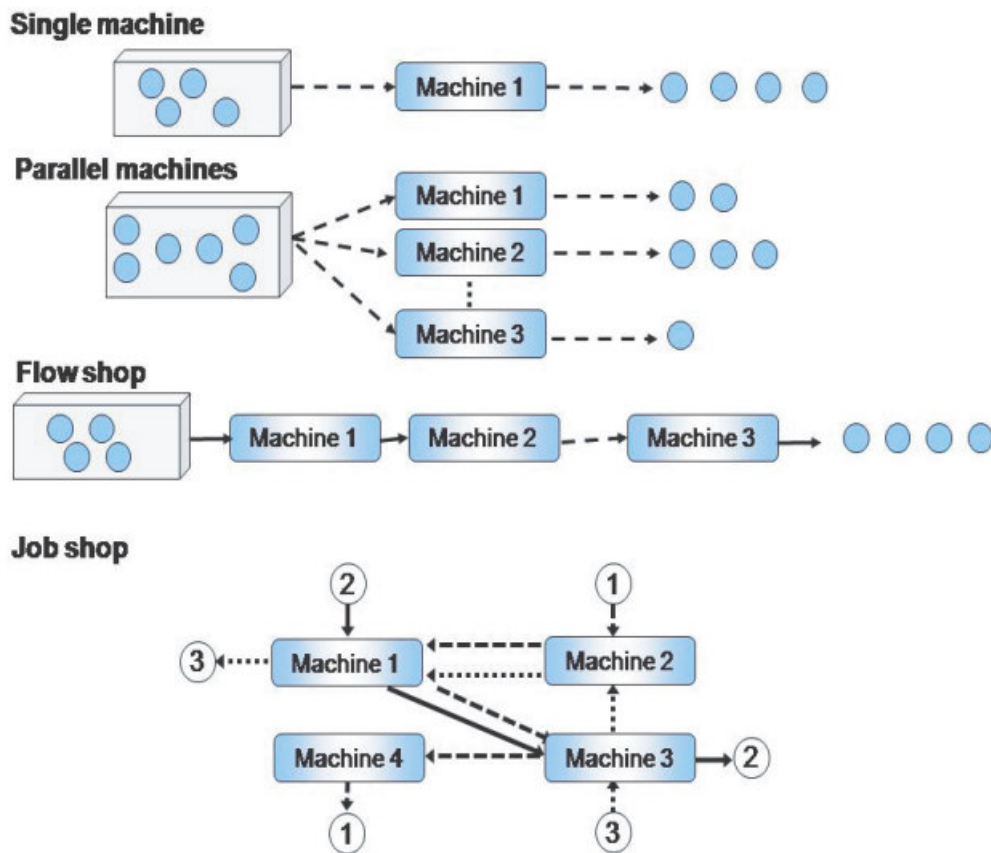 Single machine
Machine 1
Parallel machines
Machine 1
Machine 2
Machine 3
Flow shop
Machine 1
Machine 2
Machine 3
Job shop
2
1
3
Machine 1
Machine 2
Machine 4
Machine 3
2
1
3